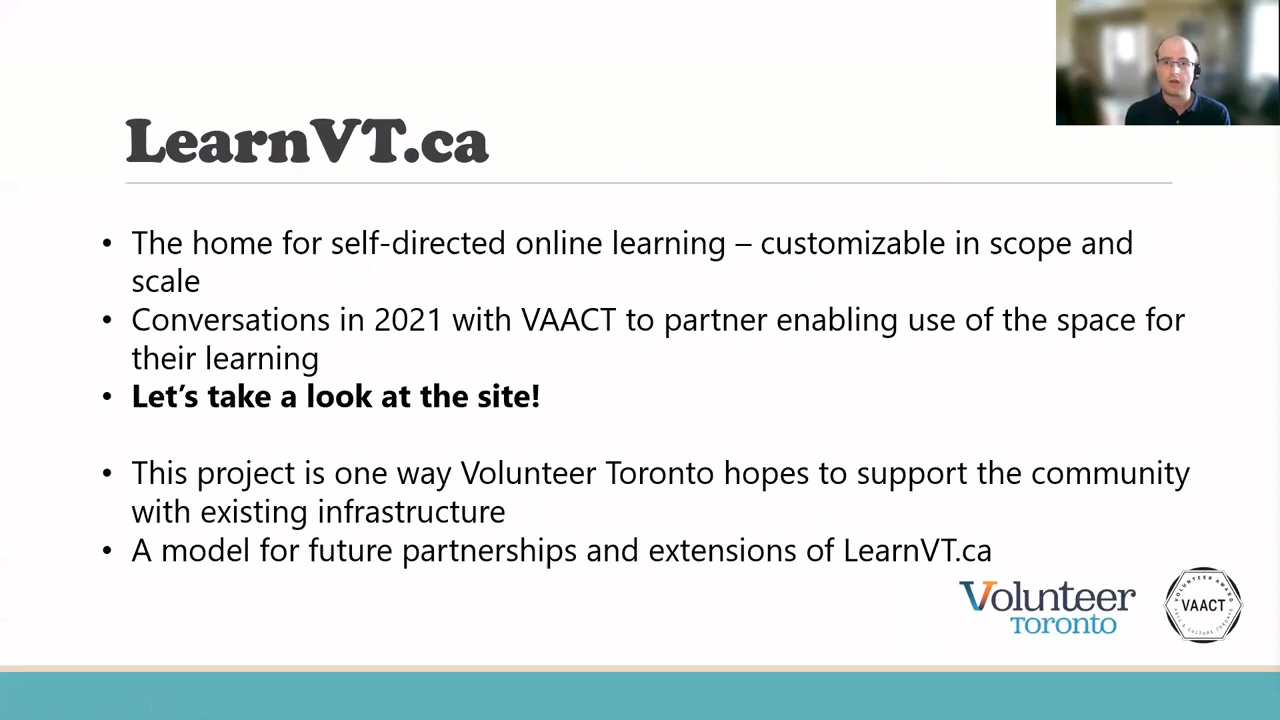 LearnVT.ca
• The home for self-directed online learning – customizable in scope and
scale
• Conversations in 2021 with VAACT to partner enabling use of the space for
their learning
• Let's take a look at the site!
• This project is one way Volunteer Toronto hopes to support the community
with existing infrastructure
• A model for future partnerships and extensions of LearnVT.ca
Volunteer
Toronto
VOLUNTEER AWARD
VAACT